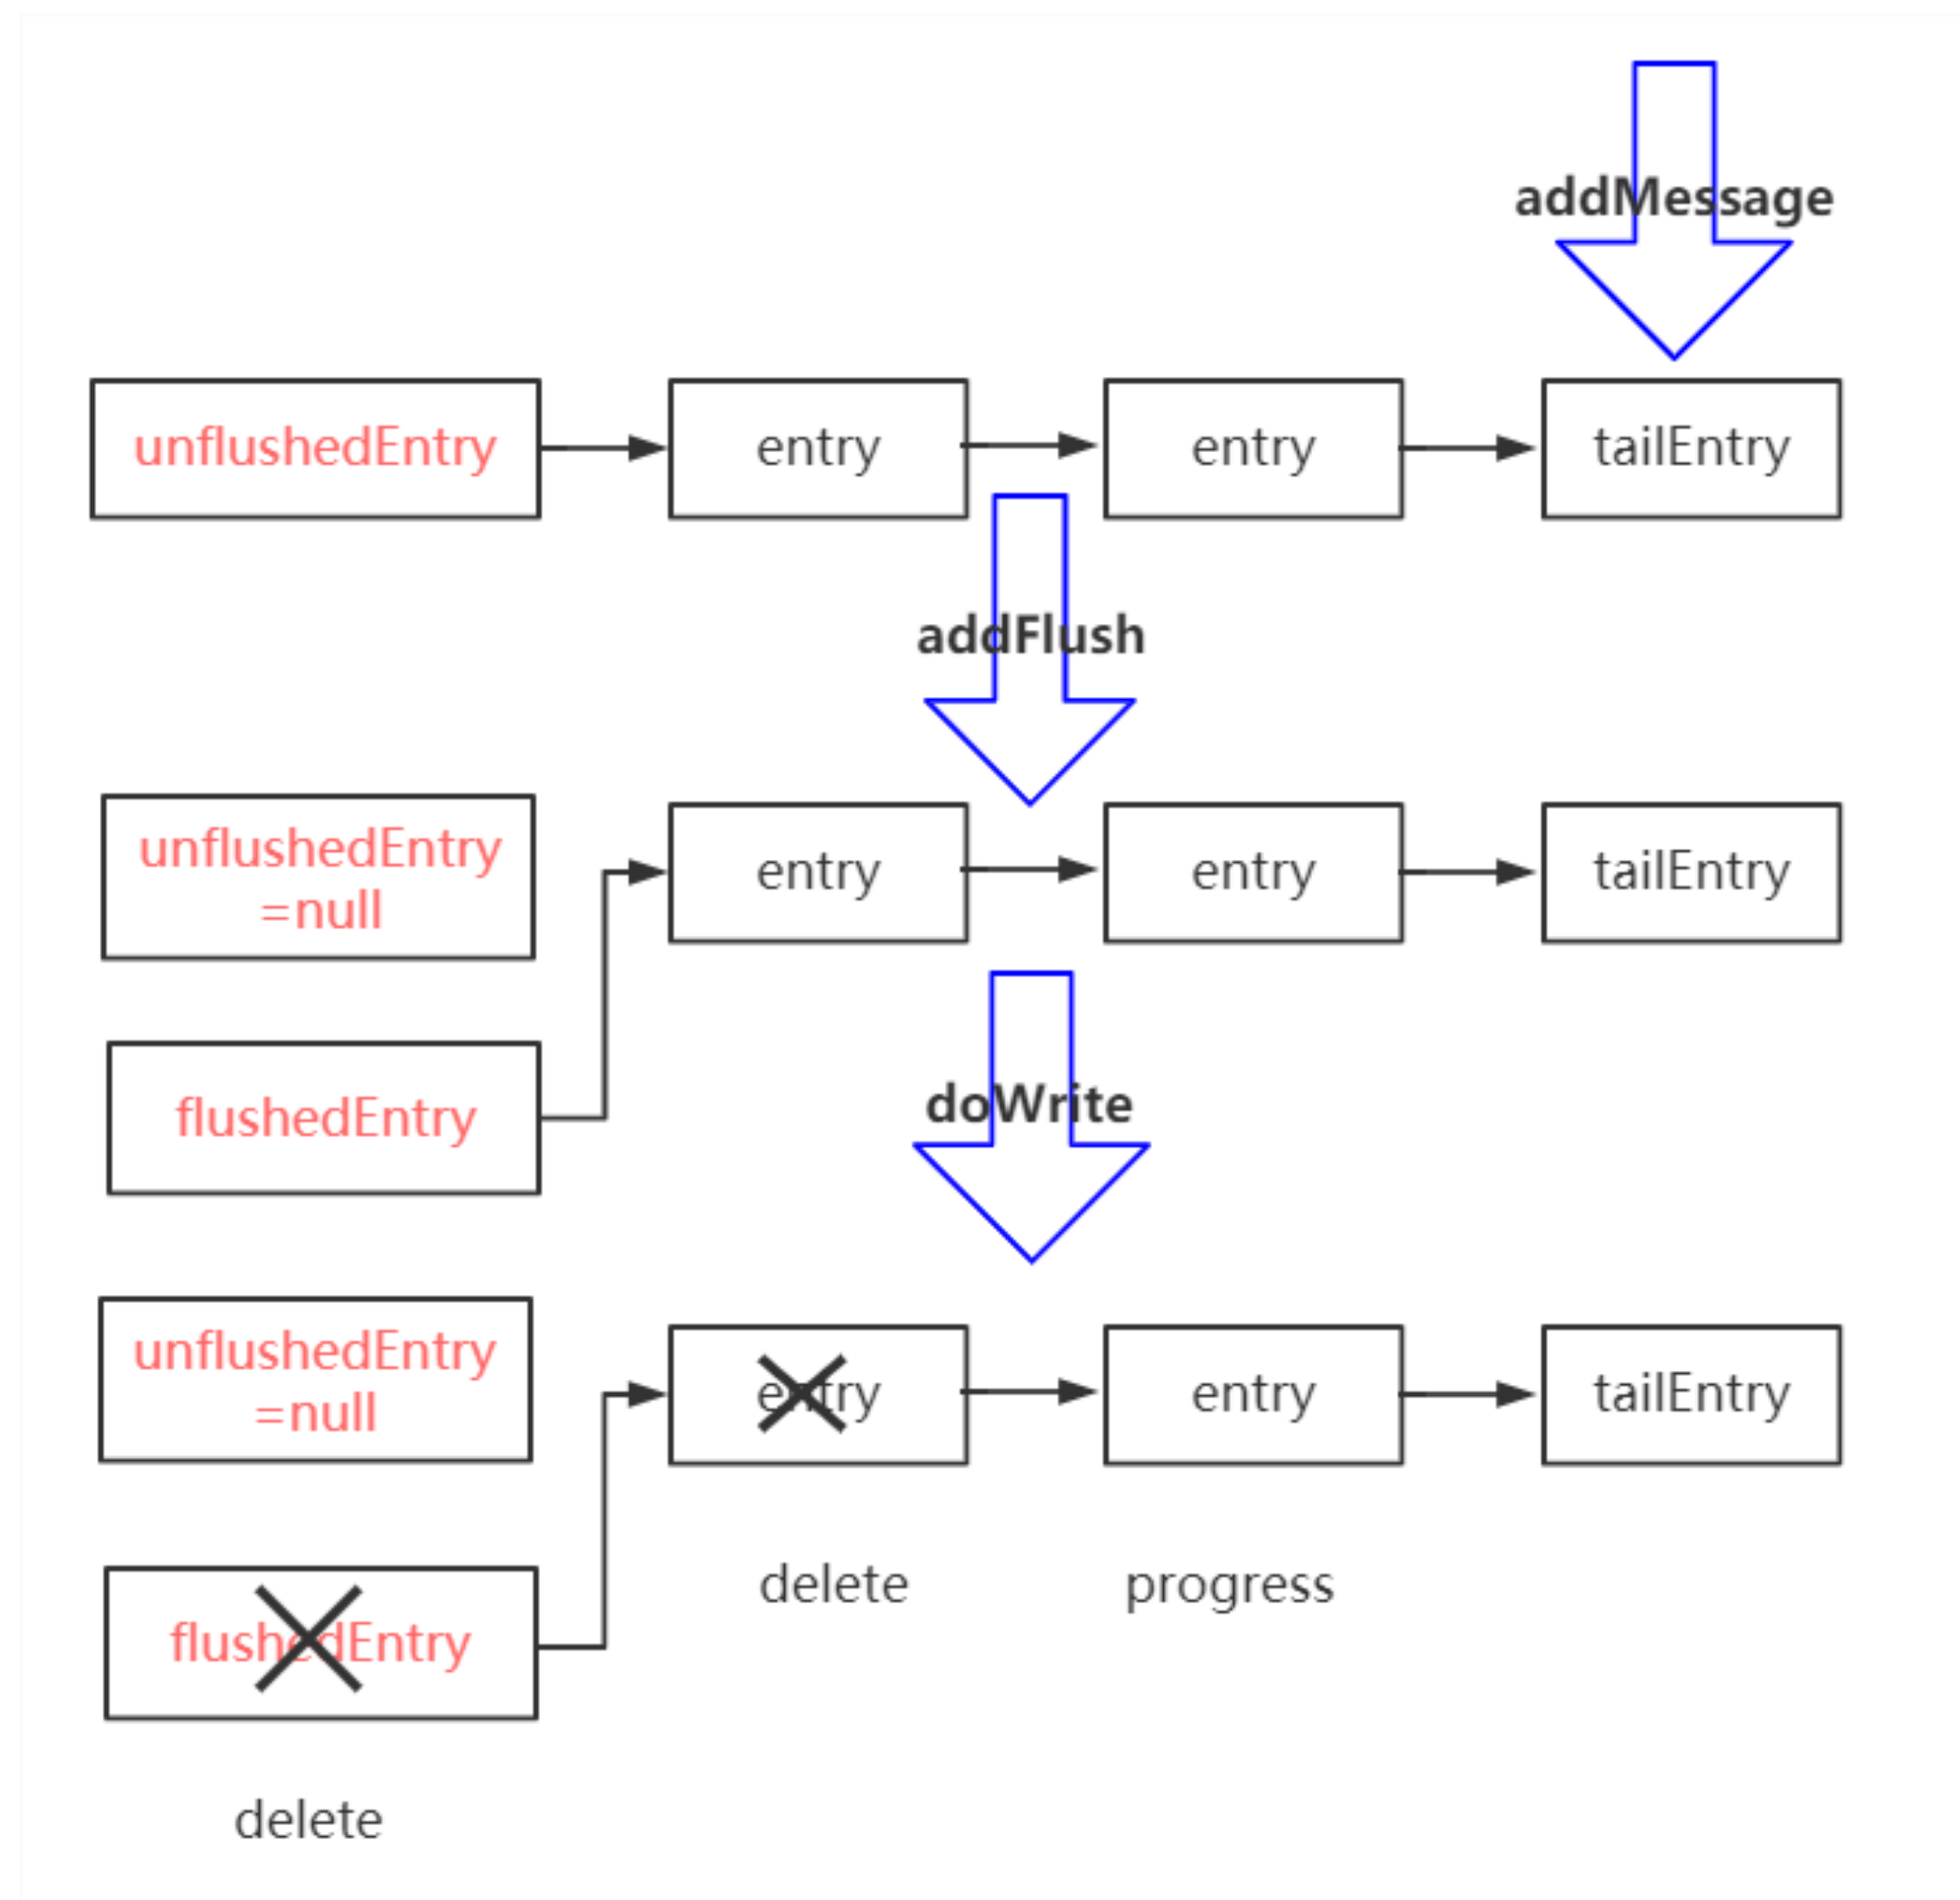 addMessage
unflushedEntry
entry
entry
tailEntry
addFlush
unflushedEntry
=null
entry
entry
tailEntry
flushedEntry
doWrite
unflushedEntry
=null
entry
entry
tailEntry
delete
progress
flushedEntry
delete